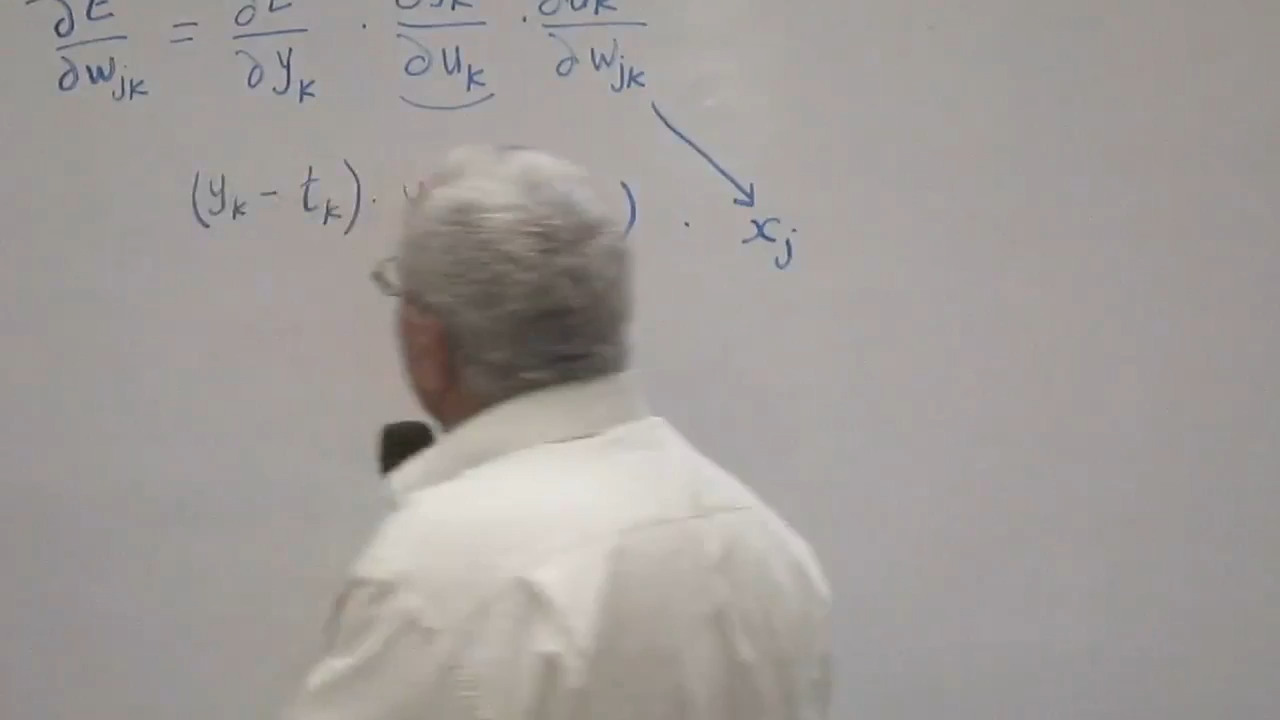 ∂E/∂w_jk = ∂E/∂y_k · ∂y_k/∂u_k · ∂u_k/∂w_jk
(y_k - t_k) · ) · x_j